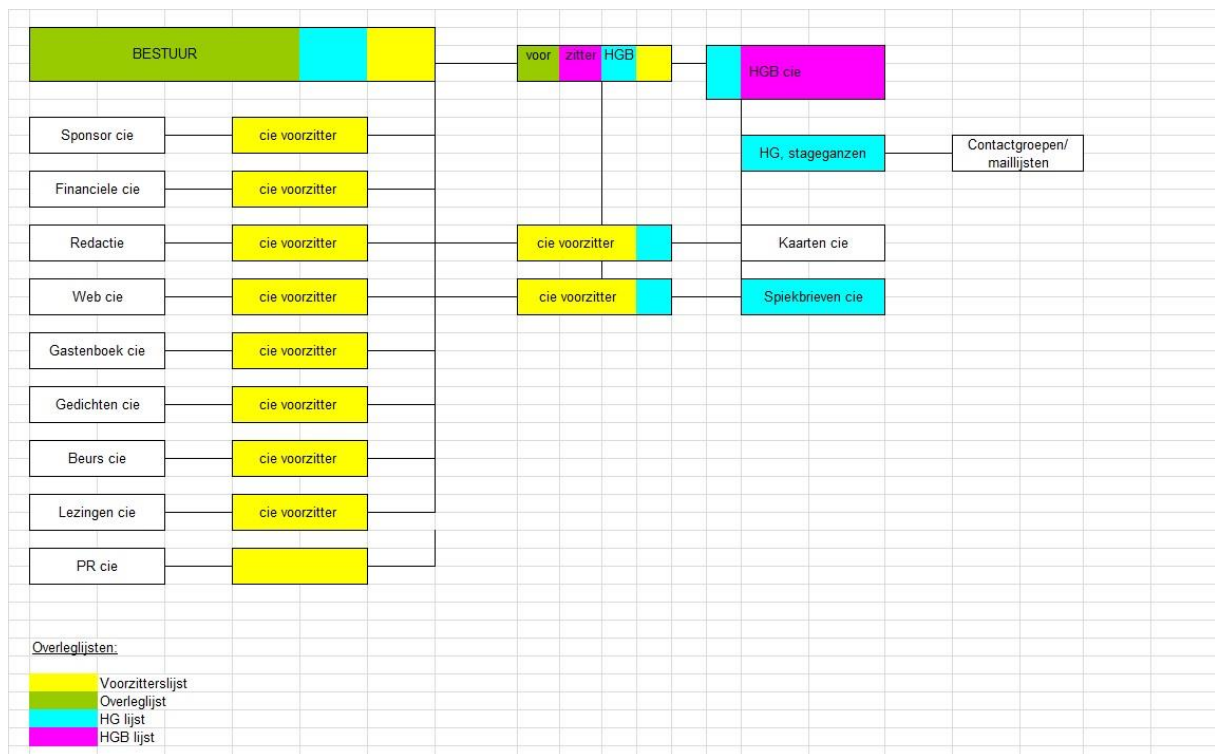 BESTUUR
voor zitter HGB
HGB cie
Sponsor cie
cie voorzitter
HG, stageganzen
Contactgroepen/
maillijsten
Financiele cie
cie voorzitter
Redactie
cie voorzitter
cie voorzitter
Kaarten cie
Web cie
cie voorzitter
cie voorzitter
Spiekbrieven cie
Gastenboek cie
cie voorzitter
Gedichten cie
cie voorzitter
Beurs cie
cie voorzitter
Lezingen cie
cie voorzitter
PR cie
Overleglijsten:
Voorzitterslijst
Overleglijst
HG lijst
HGB lijst